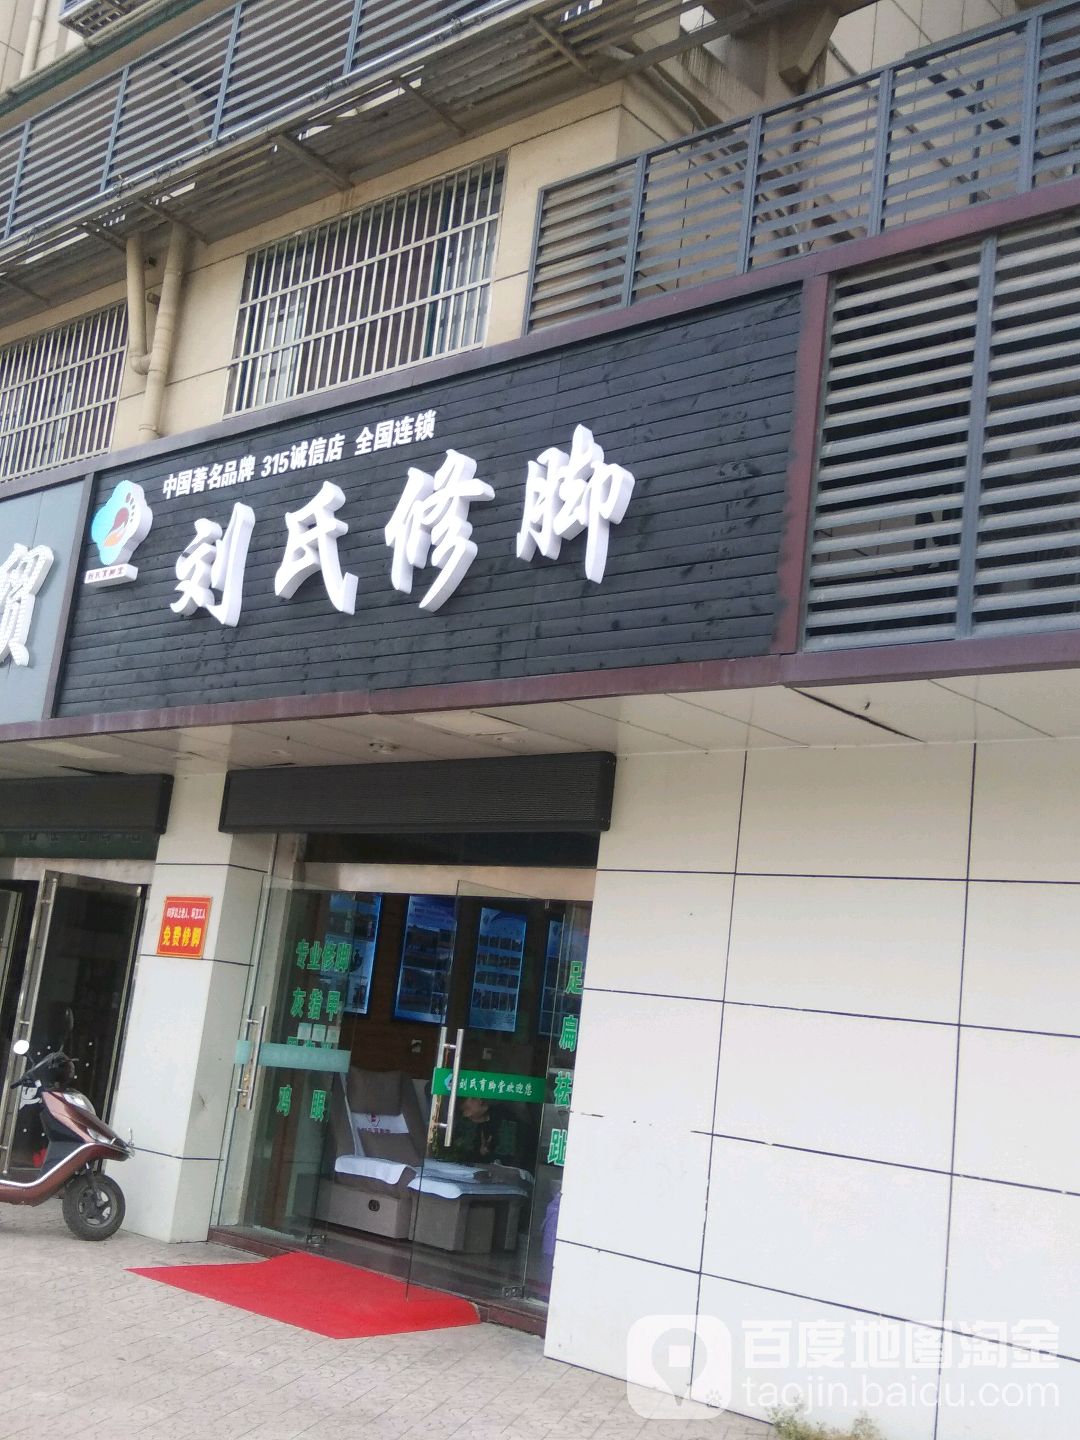 中国著名品牌 315诚信店 全国连锁
刘氏修脚
贸
免费修脚
专业修脚
灰指甲
鸡眼
足
扁
祛
趾
刘氏育脚堂欢迎您
百度地图淘金
taojin.baidu.com